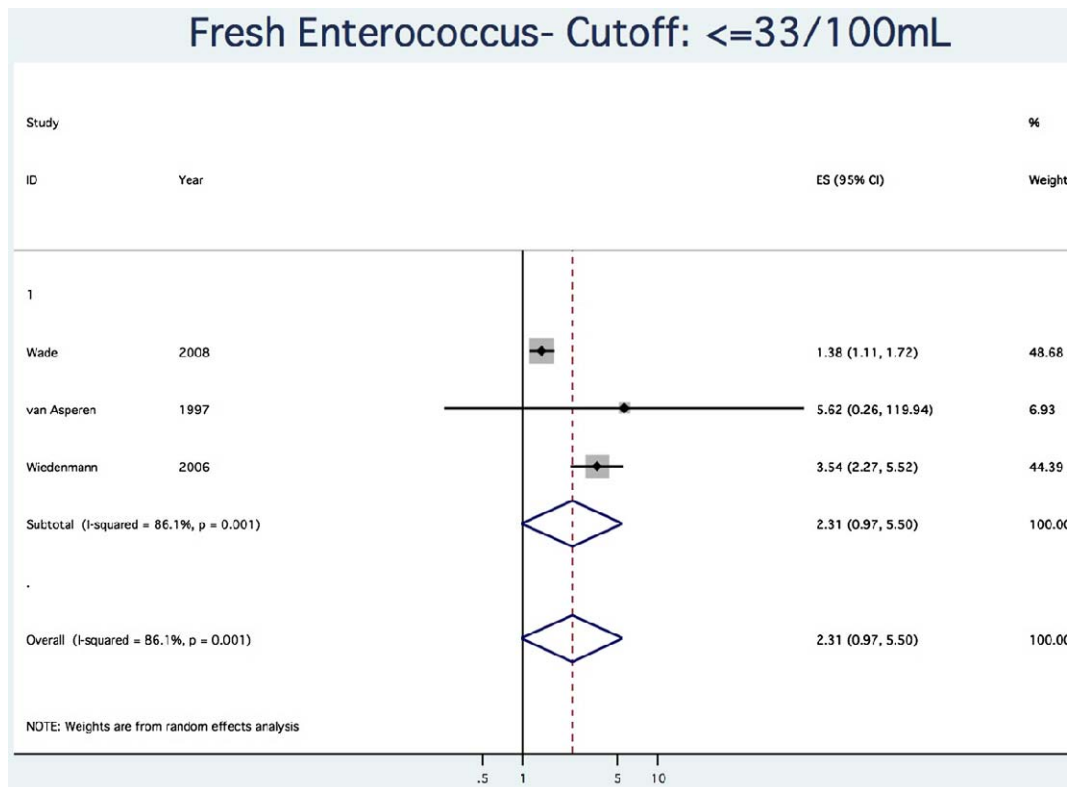 Fresh Enterococcus- Cutoff: <=33/100mL
Study %
ID Year ES (95% CI) Weight
1
Wade 2008 1.38 (1.11, 1.72) 48.68
van Asperen 1997 5.62 (0.26, 119.94) 6.93
Wiedenmann 2006 3.54 (2.27, 5.52) 44.39
Subtotal (I-squared = 86.1%, p = 0.001) 2.31 (0.97, 5.50) 100.00
.
Overall (I-squared = 86.1%, p = 0.001) 2.31 (0.97, 5.50) 100.00
NOTE: Weights are from random effects analysis
.5 1 5 10